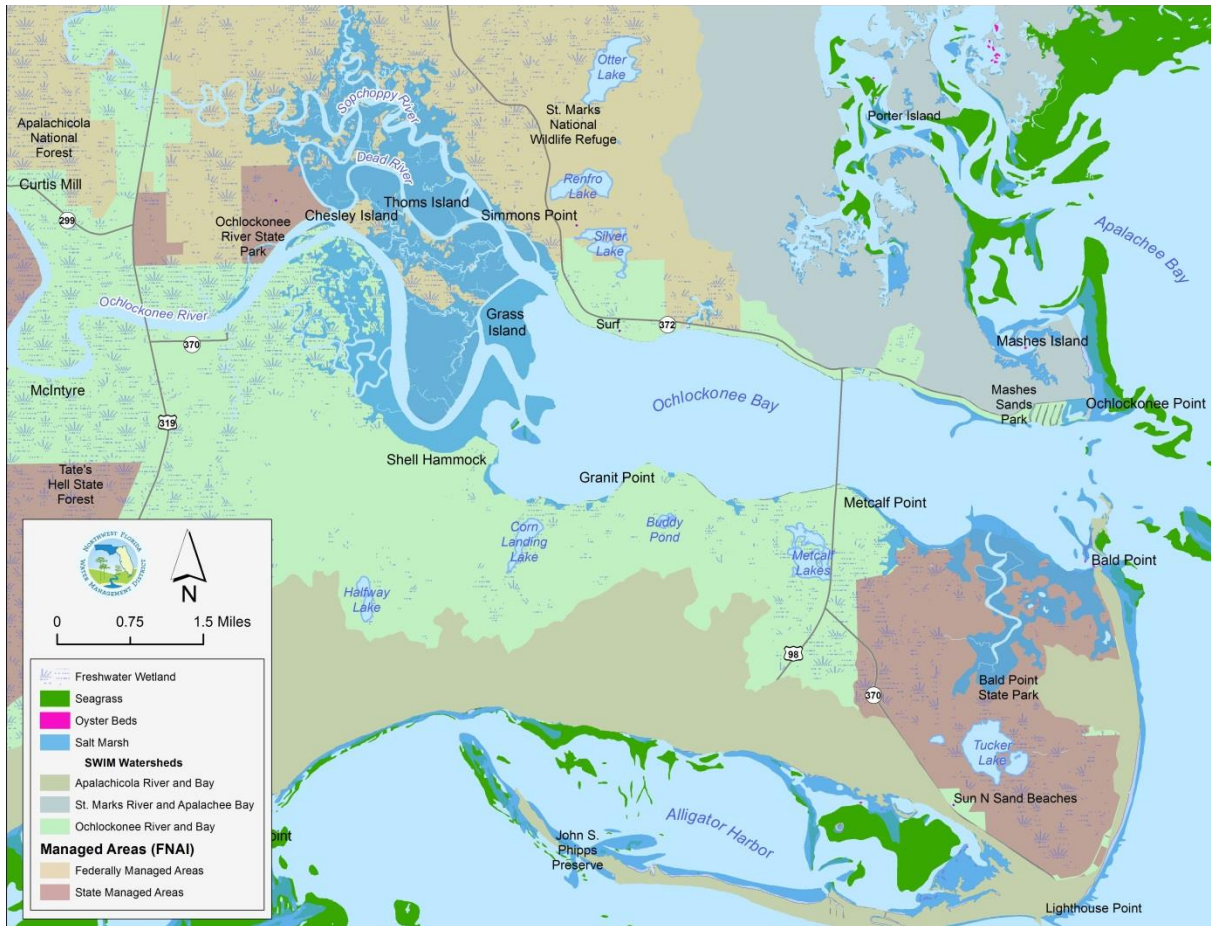 Otter
Lake
Sopchoppy River
Apalachicola
National
Forest
St. Marks
National
Wildlife Refuge
Porter Island
Dead River
Curtis Mill
Renfro
Lake
299
Thoms Island
Chesley Island
Simmons Point
Ochlockonee
River State
Park
Silver
Lake
Apalachee Bay
Ochlockonee River
Grass
Island
Surf
372
370
Mashes Island
McIntyre
Ochlockonee Bay
Mashes
Sands
Park
Ochlockonee Point
319
Shell Hammock
Tate's
Hell State
Forest
Granit Point
Metcalf Point
Corn
Landing
Lake
Buddy
Pond
Metcalf
Lakes
Bald Point
Halfway
Lake
98
370
Bald Point
State Park
Tucker
Lake
Sun N Sand Beaches
Alligator Harbor
John S.
Phipps
Preserve
Lighthouse Point
oint
NORTHWEST FLORIDA
WATER MANAGEMENT DISTRICT
N
0 0.75 1.5 Miles
Freshwater Wetland
Seagrass
Oyster Beds
Salt Marsh
SWIM Watersheds
Apalachicola River and Bay
St. Marks River and Apalachee Bay
Ochlockonee River and Bay
Managed Areas (FNAI)
Federally Managed Areas
State Managed Areas